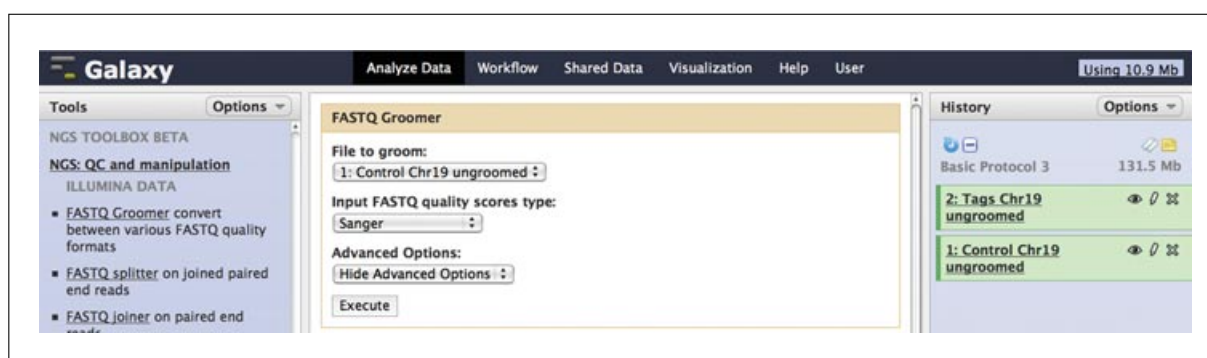 Galaxy
Analyze Data Workflow Shared Data Visualization Help User
Using 10.9 Mb
Tools Options
NGS TOOLBOX BETA
NGS: QC and manipulation
ILLUMINA DATA
FASTQ Groomer convert
between various FASTQ quality
formats
FASTQ splitter on joined paired
end reads
FASTQ joiner on paired end
reads
FASTQ Groomer
File to groom:
1: Control Chr19 ungroomed
Input FASTQ quality scores type:
Sanger
Advanced Options:
Hide Advanced Options
Execute
History Options
Basic Protocol 3 131.5 Mb
2: Tags Chr19
ungroomed
1: Control Chr19
ungroomed